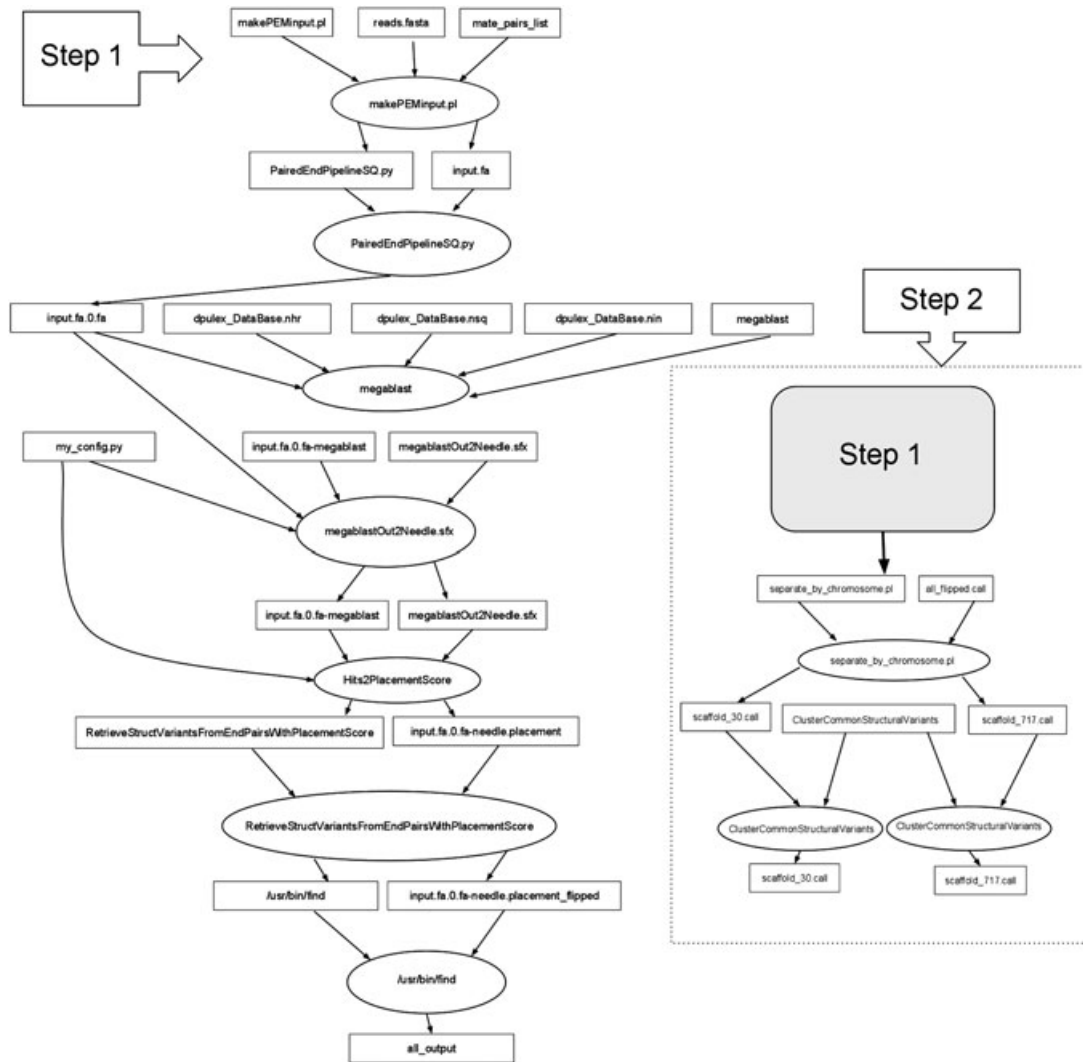 Step 1
makePEMinput.pl
reads.fasta
mate_pairs_list
makePEMinput.pl
PairedEndPipelineSQ.py
input.fa
PairedEndPipelineSQ.py
input.fa.0.fa
dpulex_DataBase.nhr
dpulex_DataBase.nsq
dpulex_DataBase.nin
megablast
megablast
my_config.py
input.fa.0.fa-megablast
megablastOut2Needle.sfx
megablastOut2Needle.sfx
input.fa.0.fa-megablast
megablastOut2Needle.sfx
Hits2PlacementScore
RetrieveStructVariantsFromEndPairsWithPlacementScore
input.fa.0.fa-needle.placement
RetrieveStructVariantsFromEndPairsWithPlacementScore
/usr/bin/find
input.fa.0.fa-needle.placement_flipped
/usr/bin/find
all_output
Step 2
Step 1
separate_by_chromosome.pl
all_flipped.call
separate_by_chromosome.pl
scaffold_30.call
ClusterCommonStructuralVariants
scaffold_717.call
ClusterCommonStructuralVariants
ClusterCommonStructuralVariants
scaffold_30.call
scaffold_717.call